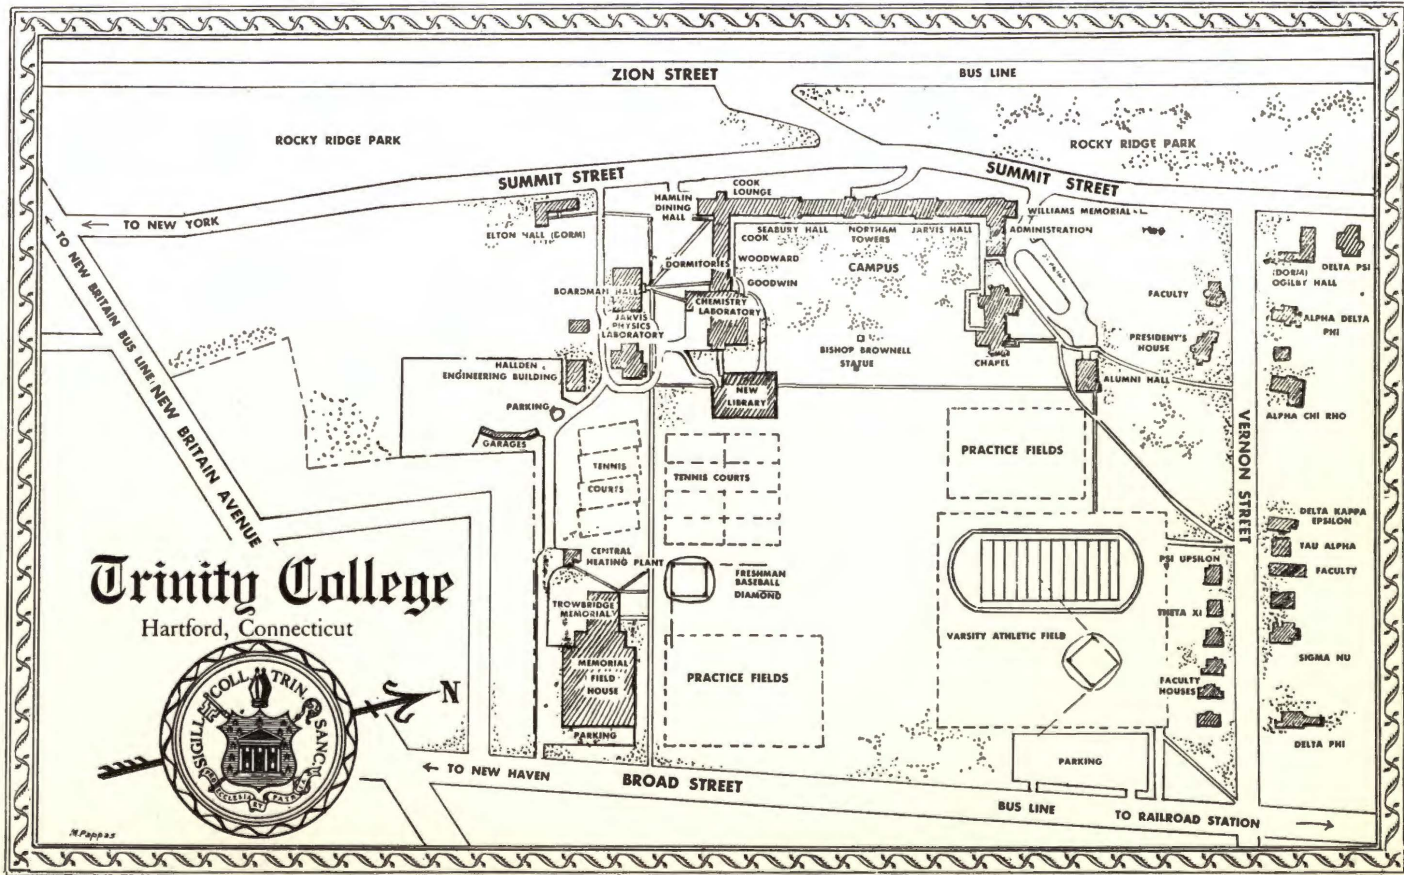 ZION STREET
BUS LINE
ROCKY RIDGE PARK
ROCKY RIDGE PARK
SUMMIT STREET
SUMMIT STREET
← TO NEW YORK
COOK
LOUNGE
HAMLIN
DINING
HALL
ELTON HALL (DORM)
SEABURY HALL
NORTHAM
TOWERS
JARVIS HALL
WILLIAMS MEMORIAL
ADMINISTRATION
COOK
WOODWARD
GOODWIN
DORMITORIES
CAMPUS
PARKING
BOARDMAN HALL
CHEMISTRY
LABORATORY
JARVIS
PHYSICS
LABORATORY
BISHOP BROWNELL
STATUE
CHAPEL
FACULTY
PRESIDENT'S
HOUSE
ALUMNI HALL
(DORM)
OGILBY HALL
DELTA PSI
ALPHA DELTA
PHI
ALPHA CHI RHO
HALLDEN
ENGINEERING BUILDING
NEW
LIBRARY
PARKING
GARAGES
TENNIS
COURTS
TENNIS COURTS
PRACTICE FIELDS
VERNON STREET
← TO NEW BRITAIN BUS LINE: NEW BRITAIN AVENUE
DELTA KAPPA
EPSILON
TAU ALPHA
FACULTY
SIGMA NU
DELTA PHI
PSI UPSILON
THETA XI
FACULTY
HOUSES
CENTRAL
HEATING PLANT
FRESHMAN
BASEBALL
DIAMOND
TROWBRIDGE
MEMORIAL
MEMORIAL
FIELD
HOUSE
PARKING
PRACTICE FIELDS
VARSITY ATHLETIC FIELD
PARKING
Trinity College
Hartford, Connecticut
SIGILL COLL TRIN SANCT
PRO ECCLESIA ET PATRIA
N
← TO NEW HAVEN
BROAD STREET
BUS LINE
TO RAILROAD STATION →
M. Pappas